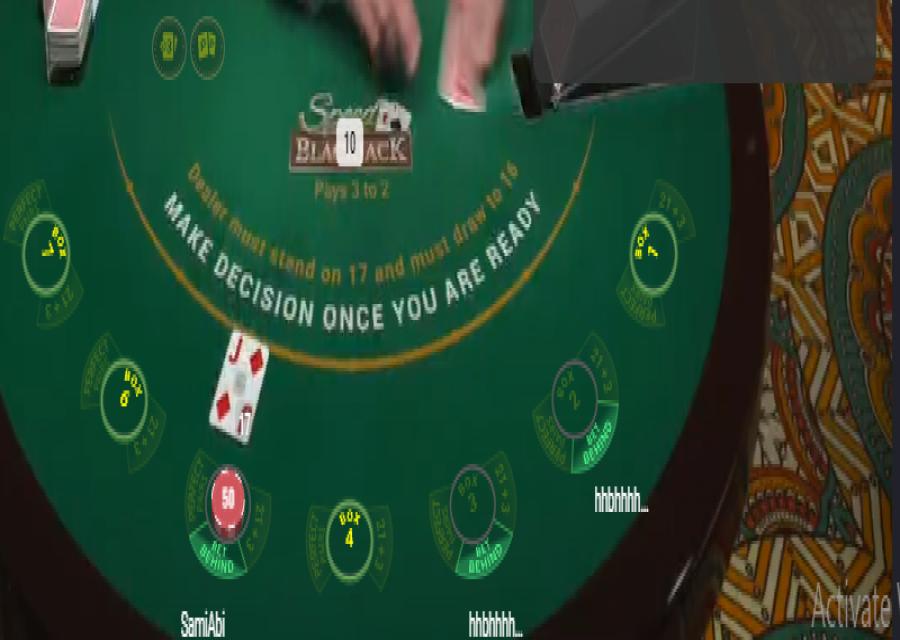 Speed
BLACKJACK
10
Pays 3 to 2
Dealer must stand on 17 and must draw to 16
MAKE DECISION ONCE YOU ARE READY
PERFECT
BOX
7
21+3
21+3
BOX
1
PERFECT
PERFECT
BOX
6
21+3
J
17
21+3
BOX
2
PERFECT
BET
BEHIND
hhbhhhh...
PERFECT
50
21+3
BET
BEHIND
PERFECT
BOX
4
21+3
PERFECT
BOX
3
21+3
BET
BEHIND
SamiAbi
hhbhhhh...
Activate